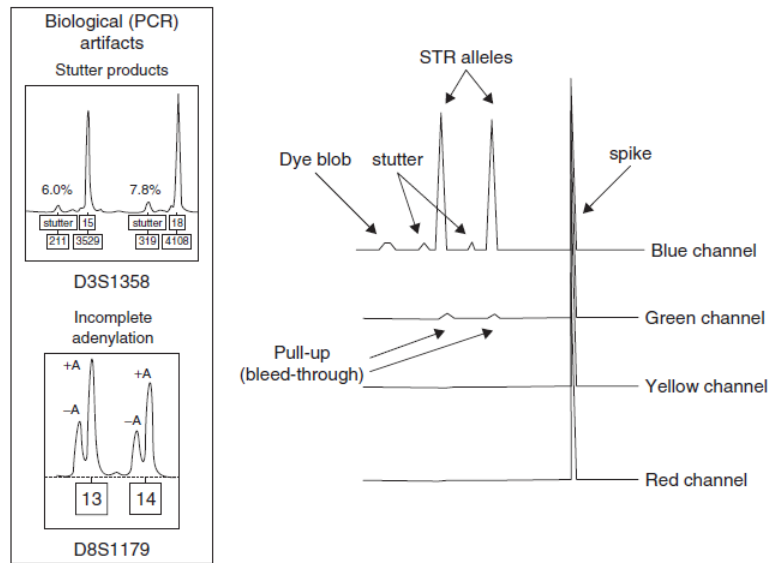 Biological (PCR)
artifacts
Stutter products
6.0%
7.8%
stutter 15 stutter 18
211 3529 319 4108
D3S1358
Incomplete
adenylation
+A
+A
–A
–A
13 14
D8S1179
STR alleles
Dye blob
stutter
spike
Blue channel
Green channel
Pull-up
(bleed-through)
Yellow channel
Red channel